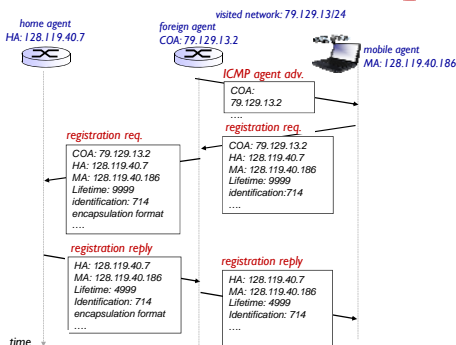 visited network: 79.129.13/24
home agent
HA: 128.119.40.7
foreign agent
COA: 79.129.13.2
mobile agent
MA: 128.119.40.186
ICMP agent adv.
COA:
79.129.13.2
....
registration req.
COA: 79.129.13.2
HA: 128.119.40.7
MA: 128.119.40.186
Lifetime: 9999
identification:714
....
registration req.
COA: 79.129.13.2
HA: 128.119.40.7
MA: 128.119.40.186
Lifetime: 9999
identification: 714
encapsulation format
....
registration reply
HA: 128.119.40.7
MA: 128.119.40.186
Lifetime: 4999
Identification: 714
encapsulation format
....
registration reply
HA: 128.119.40.7
MA: 128.119.40.186
Lifetime: 4999
Identification: 714
....
time